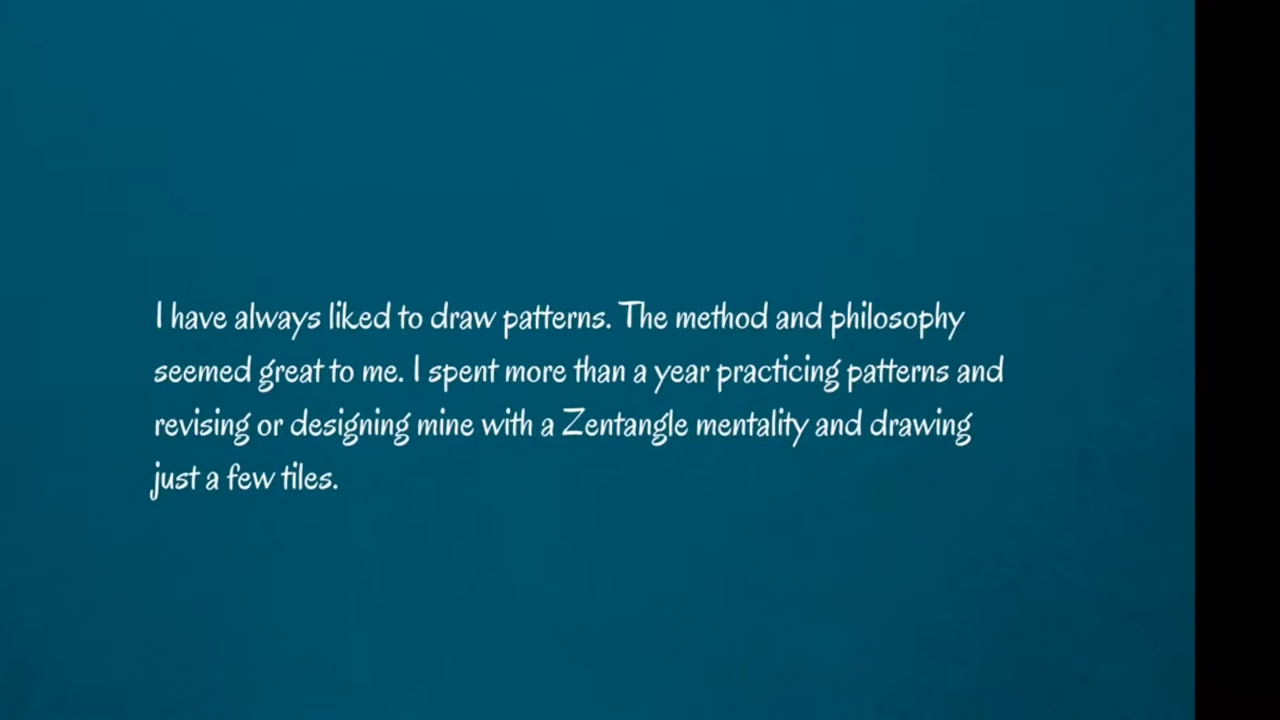 I have always liked to draw patterns. The method and philosophy
seemed great to me. I spent more than a year practicing patterns and
revising or designing mine with a Zentangle mentality and drawing
just a few tiles.